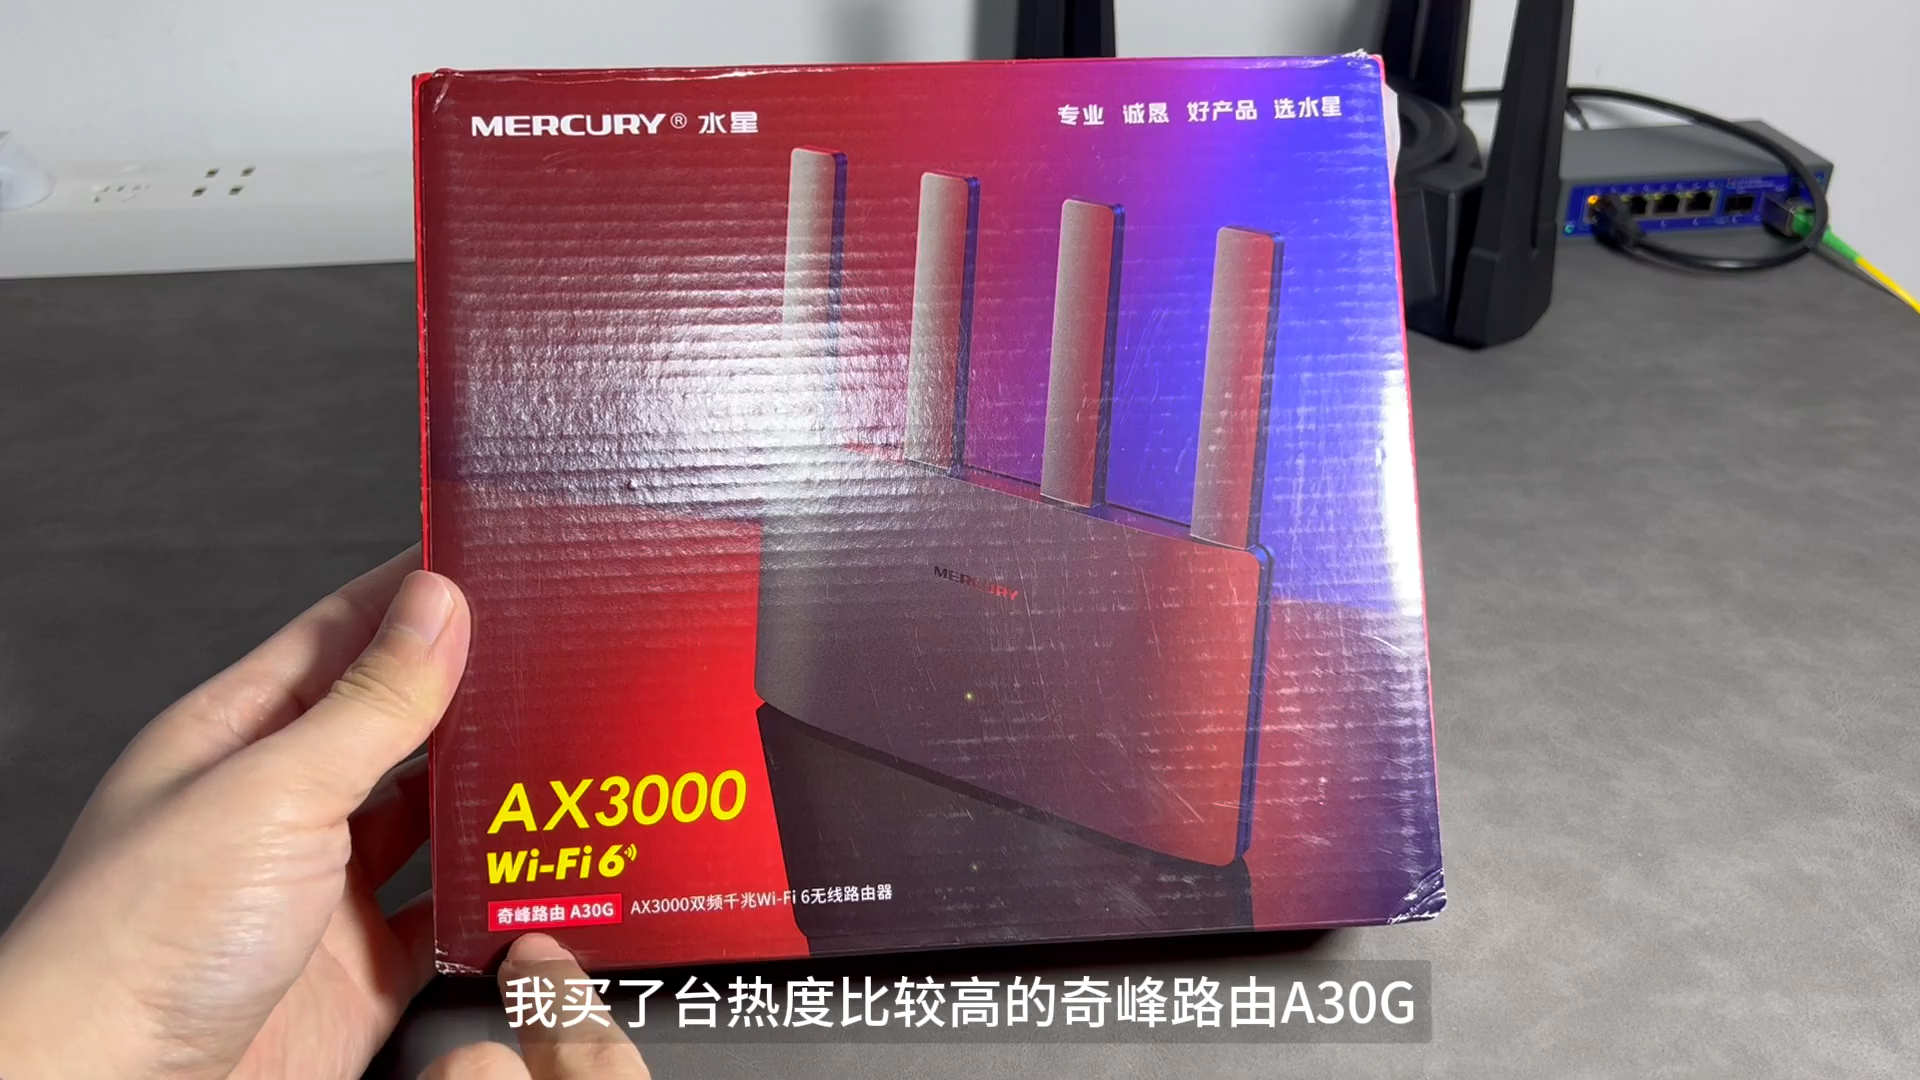 MERCURY® 水星
专业 诚恳 好产品 选水星
MERCURY
AX3000
Wi-Fi 6
奇峰路由 A30G
AX3000双频千兆Wi-Fi 6无线路由器
我买了台热度比较高的奇峰路由A30G